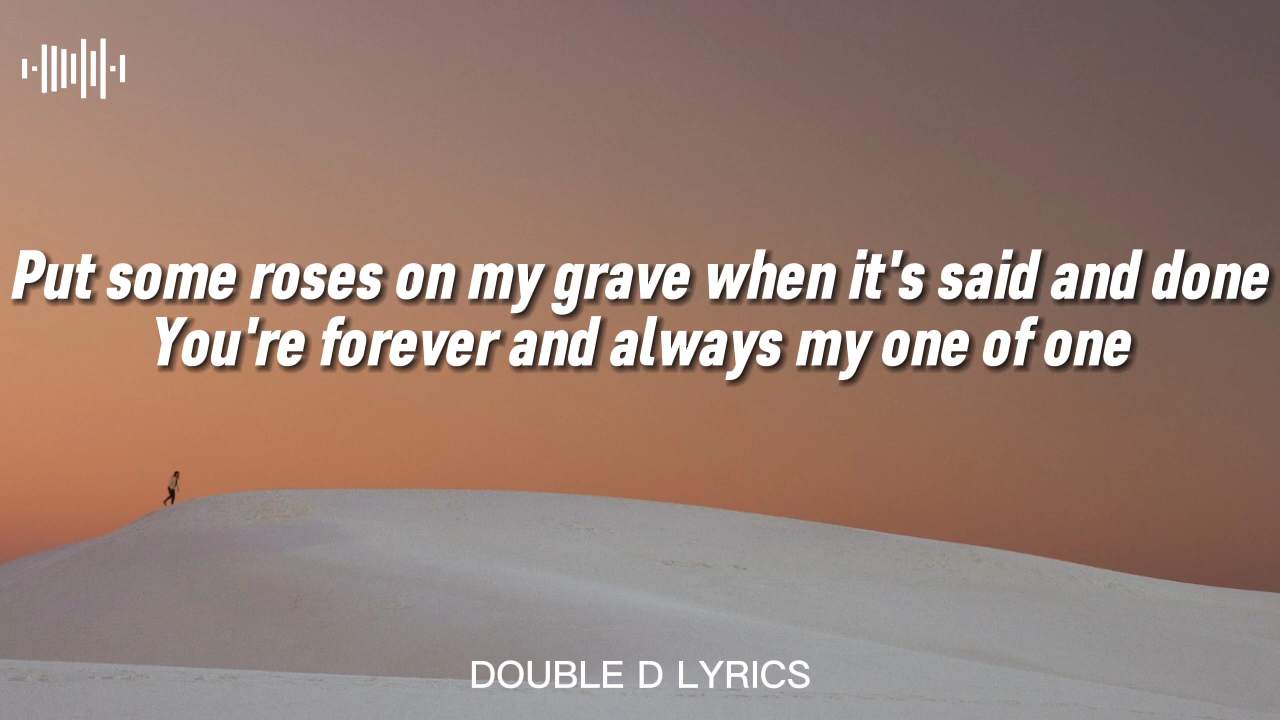 Put some roses on my grave when it's said and done
You're forever and always my one of one
DOUBLE D LYRICS